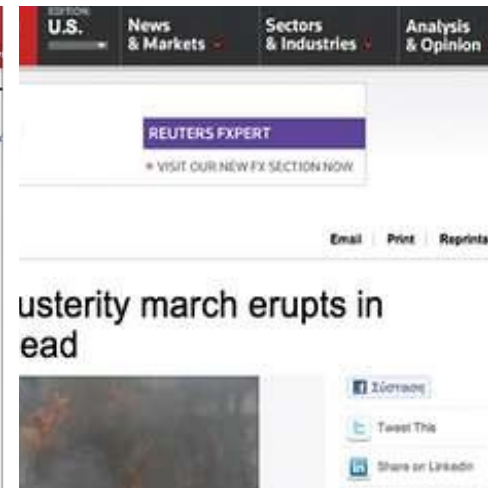 EDITION:
U.S.
News
& Markets
Sectors
& Industries
Analysis
& Opinion
REUTERS FXPERT
» VISIT OUR NEW FX SECTION NOW
Email Print Reprints
usterity march erupts in
ead
Σύσταση
Tweet This
Share on LinkedIn